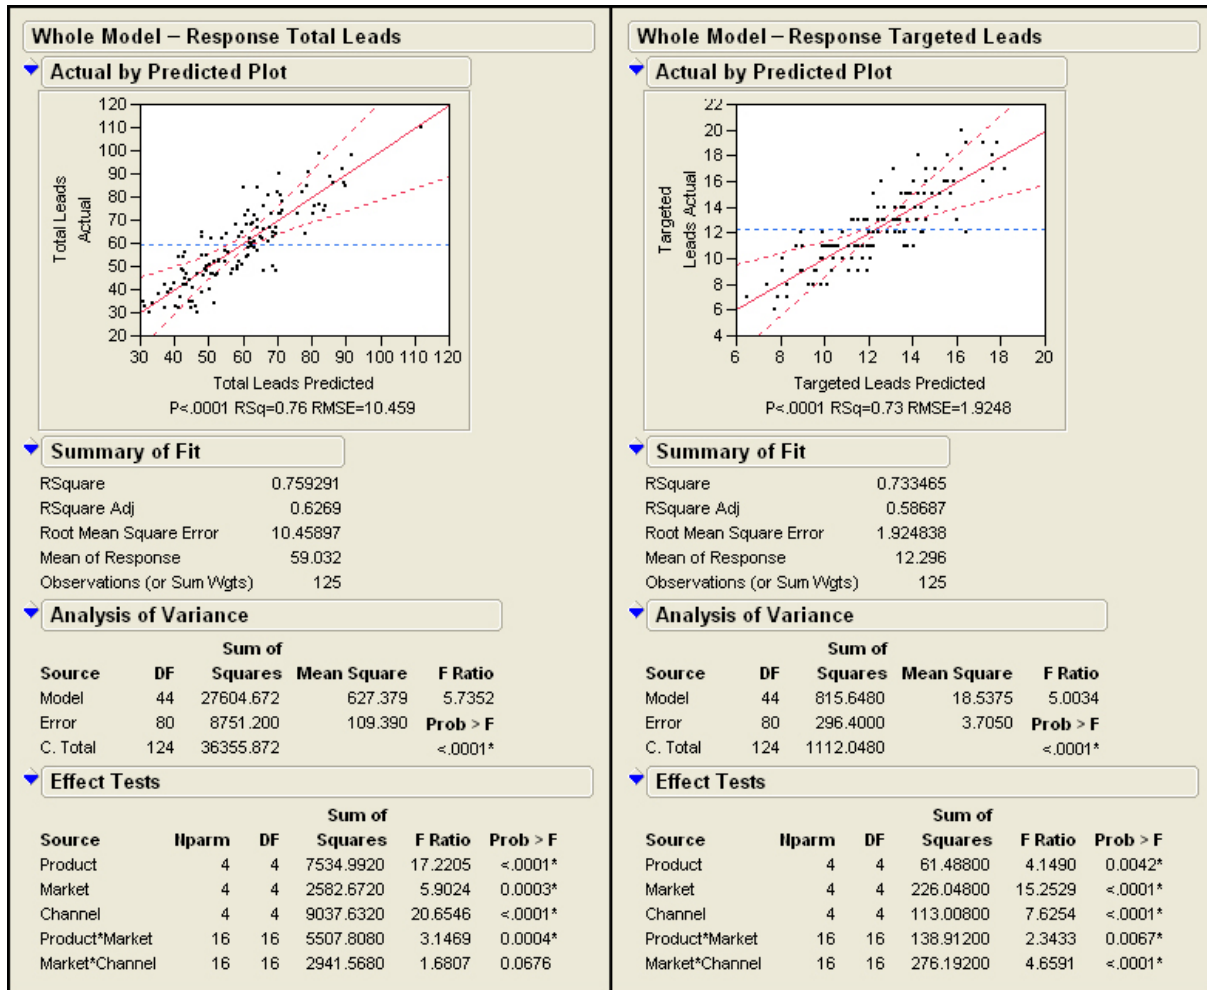 Whole Model – Response Total Leads
Actual by Predicted Plot
120
110
100
90
80
70
60
50
40
30
20
Total Leads
Actual
30 40 50 60 70 80 90 100 110 120
Total Leads Predicted
P<.0001 RSq=0.76 RMSE=10.459
Summary of Fit
RSquare 0.759291
RSquare Adj 0.6269
Root Mean Square Error 10.45897
Mean of Response 59.032
Observations (or Sum Wgts) 125
Analysis of Variance
Sum of
Source DF Squares Mean Square F Ratio
Model 44 27604.672 627.379 5.7352
Error 80 8751.200 109.390 Prob > F
C. Total 124 36355.872 <.0001*
Effect Tests
Sum of
Source Nparm DF Squares F Ratio Prob > F
Product 4 4 7534.9920 17.2205 <.0001*
Market 4 4 2582.6720 5.9024 0.0003*
Channel 4 4 9037.6320 20.6546 <.0001*
Product*Market 16 16 5507.8080 3.1469 0.0004*
Market*Channel 16 16 2941.5680 1.6807 0.0676
Whole Model – Response Targeted Leads
Actual by Predicted Plot
22
20
18
16
14
12
10
8
6
4
Targeted
Leads Actual
6 8 10 12 14 16 18 20
Targeted Leads Predicted
P<.0001 RSq=0.73 RMSE=1.9248
Summary of Fit
RSquare 0.733465
RSquare Adj 0.58687
Root Mean Square Error 1.924838
Mean of Response 12.296
Observations (or Sum Wgts) 125
Analysis of Variance
Sum of
Source DF Squares Mean Square F Ratio
Model 44 815.6480 18.5375 5.0034
Error 80 296.4000 3.7050 Prob > F
C. Total 124 1112.0480 <.0001*
Effect Tests
Sum of
Source Nparm DF Squares F Ratio Prob > F
Product 4 4 61.48800 4.1490 0.0042*
Market 4 4 226.04800 15.2529 <.0001*
Channel 4 4 113.00800 7.6254 <.0001*
Product*Market 16 16 138.91200 2.3433 0.0067*
Market*Channel 16 16 276.19200 4.6591 <.0001*